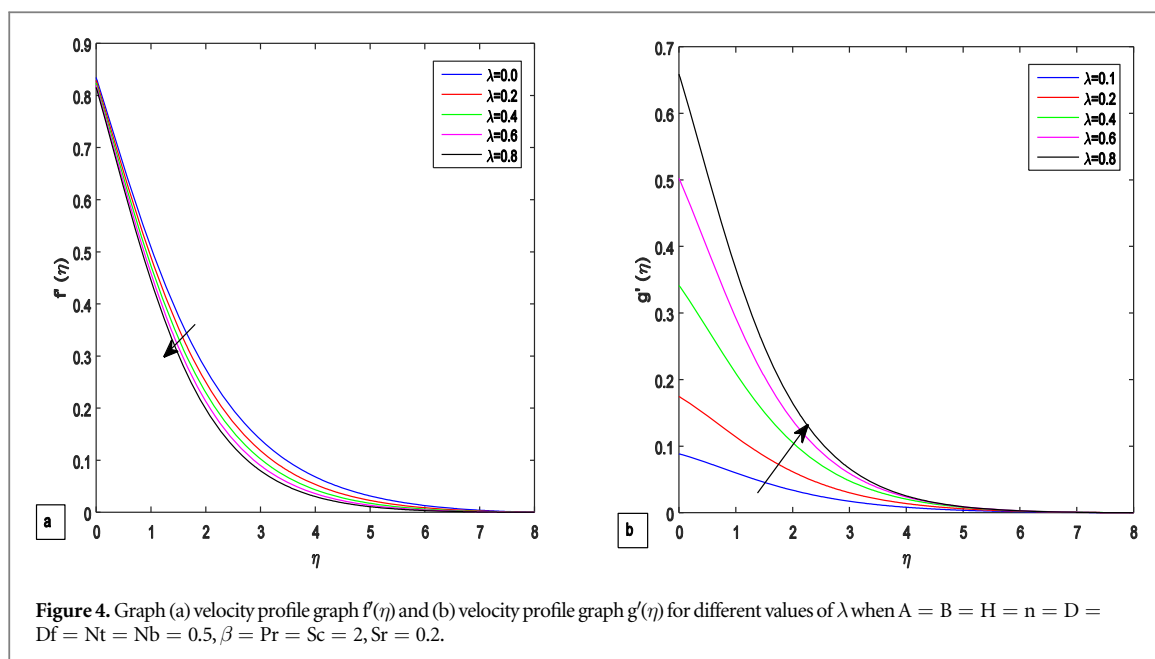 0.9
0.8
0.7
0.6
0.5
0.4
0.3
0.2
0.1
0
f' (η)
λ=0.0
λ=0.2
λ=0.4
λ=0.6
λ=0.8
a
0 1 2 3 4 5 6 7 8
η
0.7
0.6
0.5
0.4
0.3
0.2
0.1
0
g' (η)
λ=0.1
λ=0.2
λ=0.4
λ=0.6
λ=0.8
b
0 1 2 3 4 5 6 7 8
η
Figure 4. Graph (a) velocity profile graph f′(η) and (b) velocity profile graph g′(η) for different values of λ when A = B = H = n = D =
Df = Nt = Nb = 0.5, β = Pr = Sc = 2, Sr = 0.2.